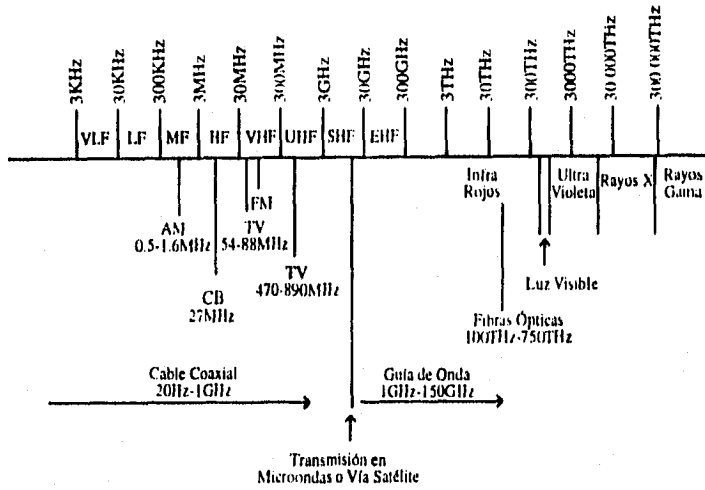 3KHz
30KHz
300KHz
3MHz
30MHz
300MHz
3GHz
30GHz
300GHz
3THz
30THz
300THz
3000THz
30 000THz
300 000THz
VLF LF MF HF VHF UHF SHF EHF
Infra
Rojos
Ultra
Violeta
Rayos X
Rayos
Gama
FM
AM
0.5-1.6MHz
TV
54-88MHz
TV
470-890MHz
CB
27MHz
Luz Visible
Fibras Ópticas
100THz-750THz
Cable Coaxial
20Hz-1GHz
Guía de Onda
1GHz-150GHz
Transmisión en
Microondas o Vía Satélite